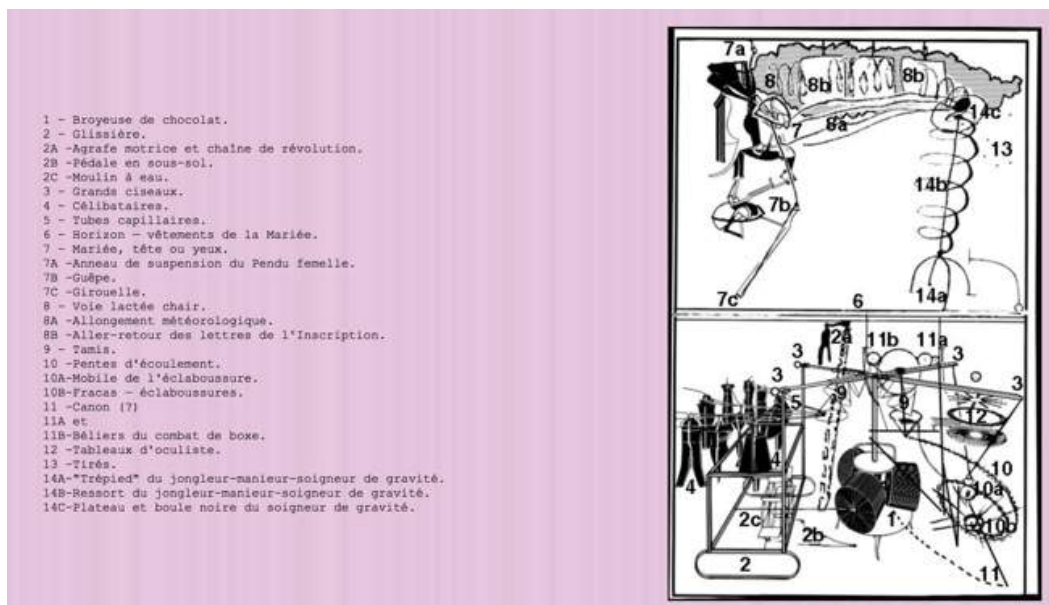 1 - Broyeuse de chocolat.
2 - Glissière.
2A -Agrafe motrice et chaîne de révolution.
2B -Pédale en sous-sol.
2C -Moulin à eau.
3 - Grands ciseaux.
4 - Célibataires.
5 - Tubes capillaires.
6 - Horizon — vêtements de la Mariée.
7 - Mariée, tête ou yeux.
7A -Anneau de suspension du Pendu femelle.
7B -Guêpe.
7C -Girouelle.
8 - Voie lactée chair.
8A -Allongement météorologique.
8B -Aller-retour des lettres de l'Inscription.
9 - Tamis.
10 -Pentes d'écoulement.
10A-Mobile de l'éclaboussure.
10B-Fracas — éclaboussures.
11 -Canon (?)
11A et
11B-Béliers du combat de boxe.
12 -Tableaux d'oculiste.
13 -Tirés.
14A-"Trépied" du jongleur-manieur-soigneur de gravité.
14B-Ressort du jongleur-manieur-soigneur de gravité.
14C-Plateau et boule noire du soigneur de gravité.
7a
8 8b 8b
14c
7 8a
13
14b
7b
7c 14a
6
2a 11b 11a
3 3
3 3
5 9 9 12
4
10
4 10a
2c 1 10b
2b
2 11